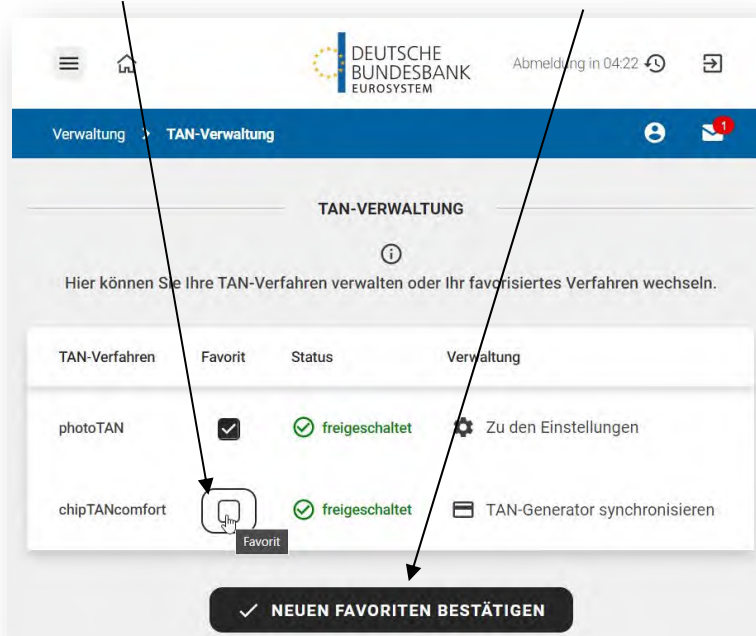 DEUTSCHE
BUNDESBANK
EUROSYSTEM
Abmeldung in 04:22
Verwaltung > TAN-Verwaltung
1
TAN-VERWALTUNG
Hier können Sie Ihre TAN-Verfahren verwalten oder Ihr favorisiertes Verfahren wechseln.
TAN-Verfahren Favorit Status Verwaltung
photoTAN freigeschaltet Zu den Einstellungen
chipTANcomfort freigeschaltet TAN-Generator synchronisieren
Favorit
NEUEN FAVORITEN BESTÄTIGEN